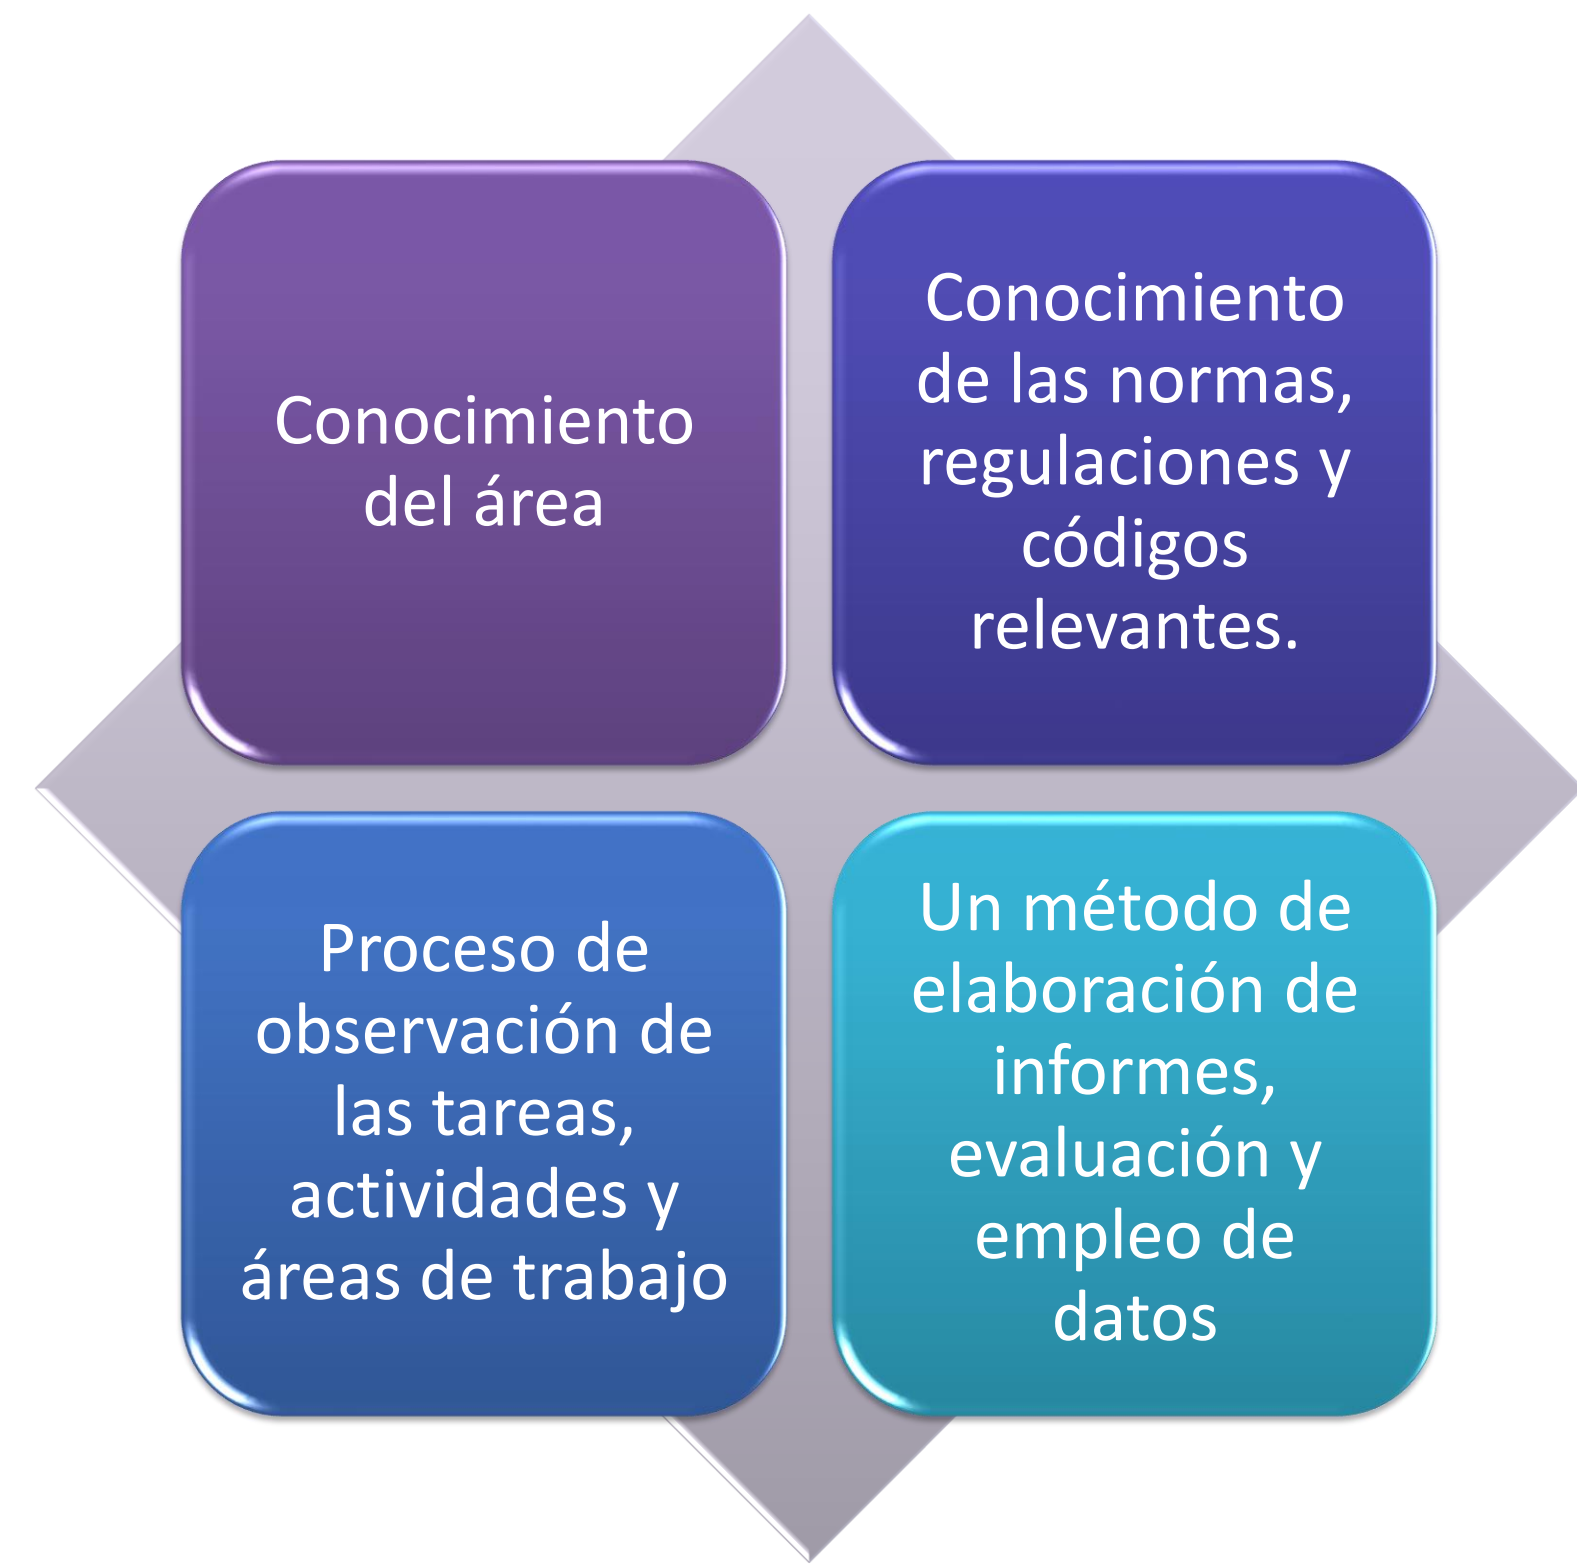 Conocimiento
del área
Conocimiento
de las normas,
regulaciones y
códigos
relevantes.
Proceso de
observación de
las tareas,
actividades y
áreas de trabajo
Un método de
elaboración de
informes,
evaluación y
empleo de
datos